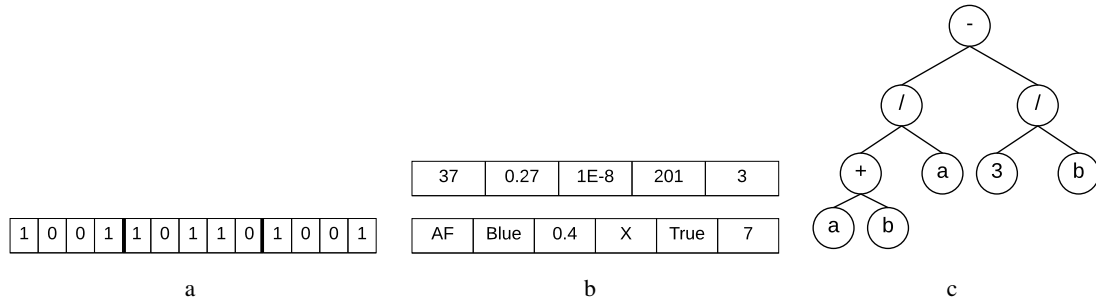 -
/ /
37 0.27 1E-8 201 3
+ a 3 b
1 0 0 1 1 0 1 1 0 1 0 0 1
AF Blue 0.4 X True 7
a b
a b c